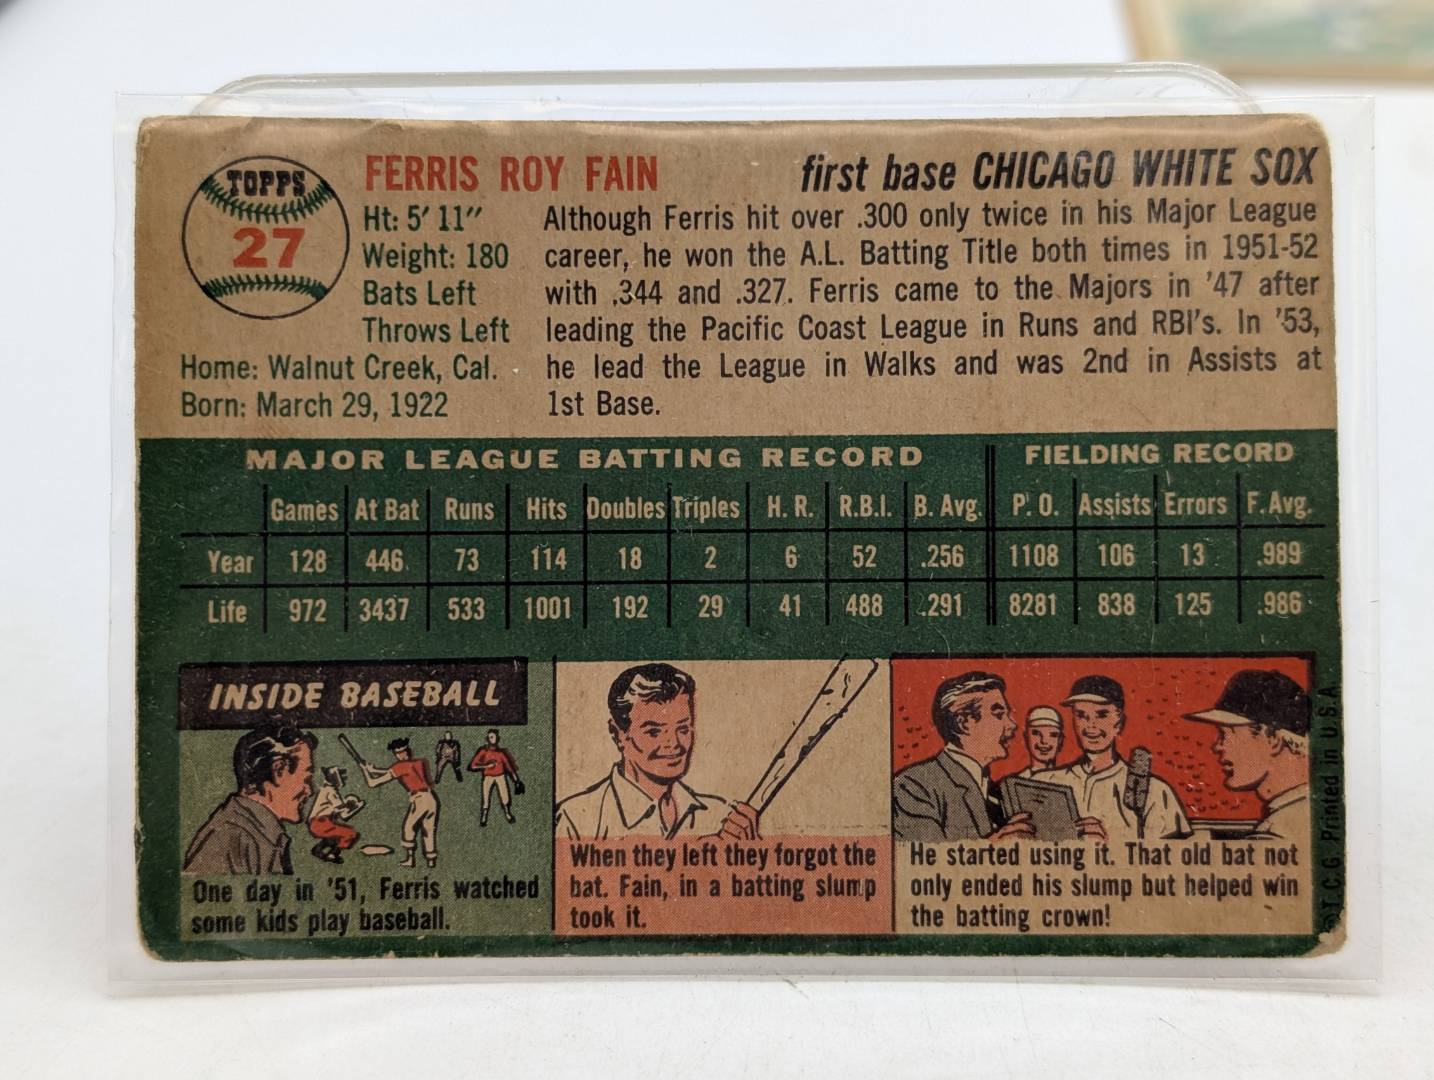 TOPPS
27
FERRIS ROY FAIN
first base CHICAGO WHITE SOX
Ht: 5' 11"
Weight: 180
Bats Left
Throws Left
Home: Walnut Creek, Cal.
Born: March 29, 1922
Although Ferris hit over .300 only twice in his Major League
career, he won the A.L. Batting Title both times in 1951-52
with .344 and .327. Ferris came to the Majors in '47 after
leading the Pacific Coast League in Runs and RBI's. In '53,
he lead the League in Walks and was 2nd in Assists at
1st Base.
MAJOR LEAGUE BATTING RECORD FIELDING RECORD
Games At Bat Runs Hits Doubles Triples H. R. R.B.I. B. Avg. P. O. Assists Errors F. Avg.
Year 128 446 73 114 18 2 6 52 .256 1108 106 13 .989
Life 972 3437 533 1001 192 29 41 488 .291 8281 838 125 .986
INSIDE BASEBALL
One day in '51, Ferris watched
some kids play baseball.
When they left they forgot the
bat. Fain, in a batting slump
took it.
He started using it. That old bat not
only ended his slump but helped win
the batting crown!
©T.C.G. Printed in U.S.A.